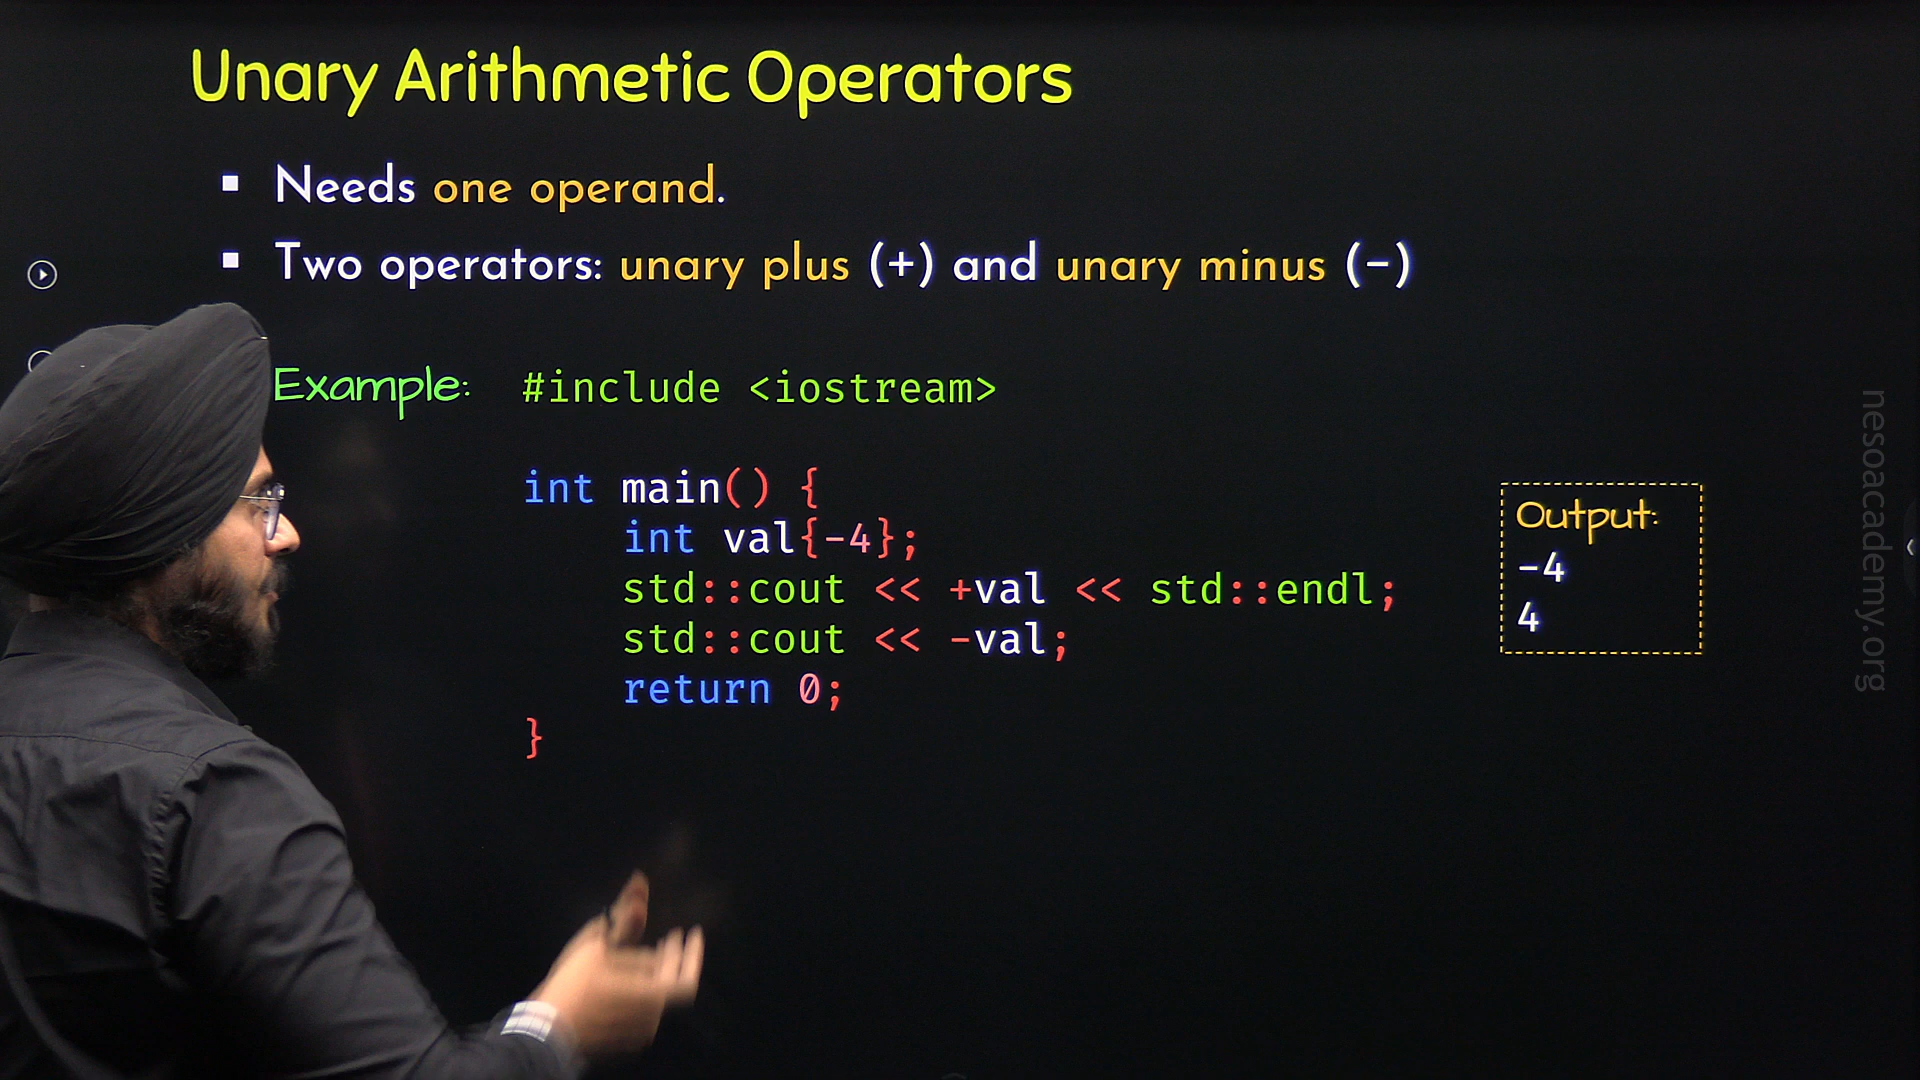 Unary Arithmetic Operators
▪ Needs one operand.
▪ Two operators: unary plus (+) and unary minus (−)
Example: #include <iostream>
int main() {
    int val{-4};
    std::cout << +val << std::endl;
    std::cout << -val;
    return 0;
}
Output:
-4
4
nesoacademy.org